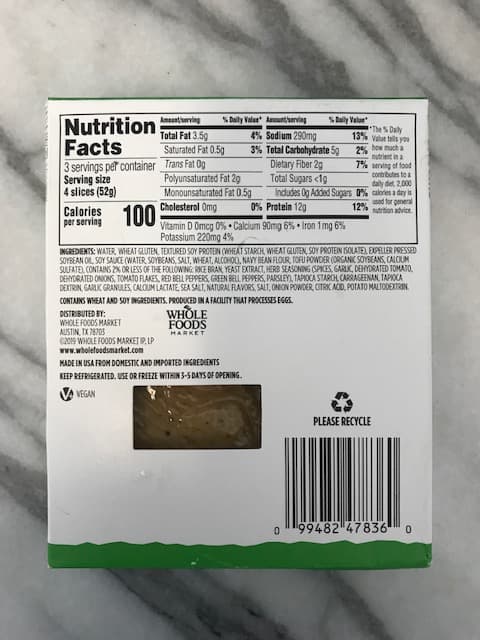 Nutrition Facts
3 servings per container
Serving size
4 slices (52g)
Calories per serving 100
Amount/serving % Daily Value*
Total Fat 3.5g 4%
Saturated Fat 0.5g 3%
Trans Fat 0g
Polyunsaturated Fat 2g
Monounsaturated Fat 0.5g
Cholesterol 0mg 0%
Amount/serving % Daily Value*
Sodium 290mg 13%
Total Carbohydrate 5g 2%
Dietary Fiber 2g 7%
Total Sugars <1g
Includes 0g Added Sugars 0%
Protein 12g 12%
Vitamin D 0mcg 0% • Calcium 90mg 6% • Iron 1mg 6%
Potassium 220mg 4%
*The % Daily
Value tells you
how much a
nutrient in a
serving of food
contributes to a
daily diet. 2,000
calories a day is
used for general
nutrition advice.
INGREDIENTS: WATER, WHEAT GLUTEN, TEXTURED SOY PROTEIN (WHEAT STARCH, WHEAT GLUTEN, SOY PROTEIN ISOLATE), EXPELLER PRESSED
SOYBEAN OIL, SOY SAUCE (WATER, SOYBEANS, SALT, WHEAT, ALCOHOL), NAVY BEAN FLOUR, TOFU POWDER (ORGANIC SOYBEANS, CALCIUM
SULFATE), CONTAINS 2% OR LESS OF THE FOLLOWING: RICE BRAN, YEAST EXTRACT, HERB SEASONING (SPICES, GARLIC, DEHYDRATED TOMATO,
DEHYDRATED ONIONS, TOMATO FLAKES, RED BELL PEPPERS, GREEN BELL PEPPERS, PARSLEY), TAPIOCA STARCH, CARRAGEENAN, TAPIOCA
DEXTRIN, GARLIC GRANULES, CALCIUM LACTATE, SEA SALT, NATURAL FLAVORS, SALT, ONION POWDER, CITRIC ACID, POTATO MALTODEXTRIN.
CONTAINS WHEAT AND SOY INGREDIENTS. PRODUCED IN A FACILITY THAT PROCESSES EGGS.
DISTRIBUTED BY:
WHOLE FOODS MARKET
AUSTIN, TX 78703
©2019 WHOLE FOODS MARKET IP, LP
www.wholefoodsmarket.com
WHOLE
FOODS
MARKET
MADE IN USA FROM DOMESTIC AND IMPORTED INGREDIENTS
KEEP REFRIGERATED. USE OR FREEZE WITHIN 3-5 DAYS OF OPENING.
V VEGAN
PLEASE RECYCLE
0 99482 47836 0